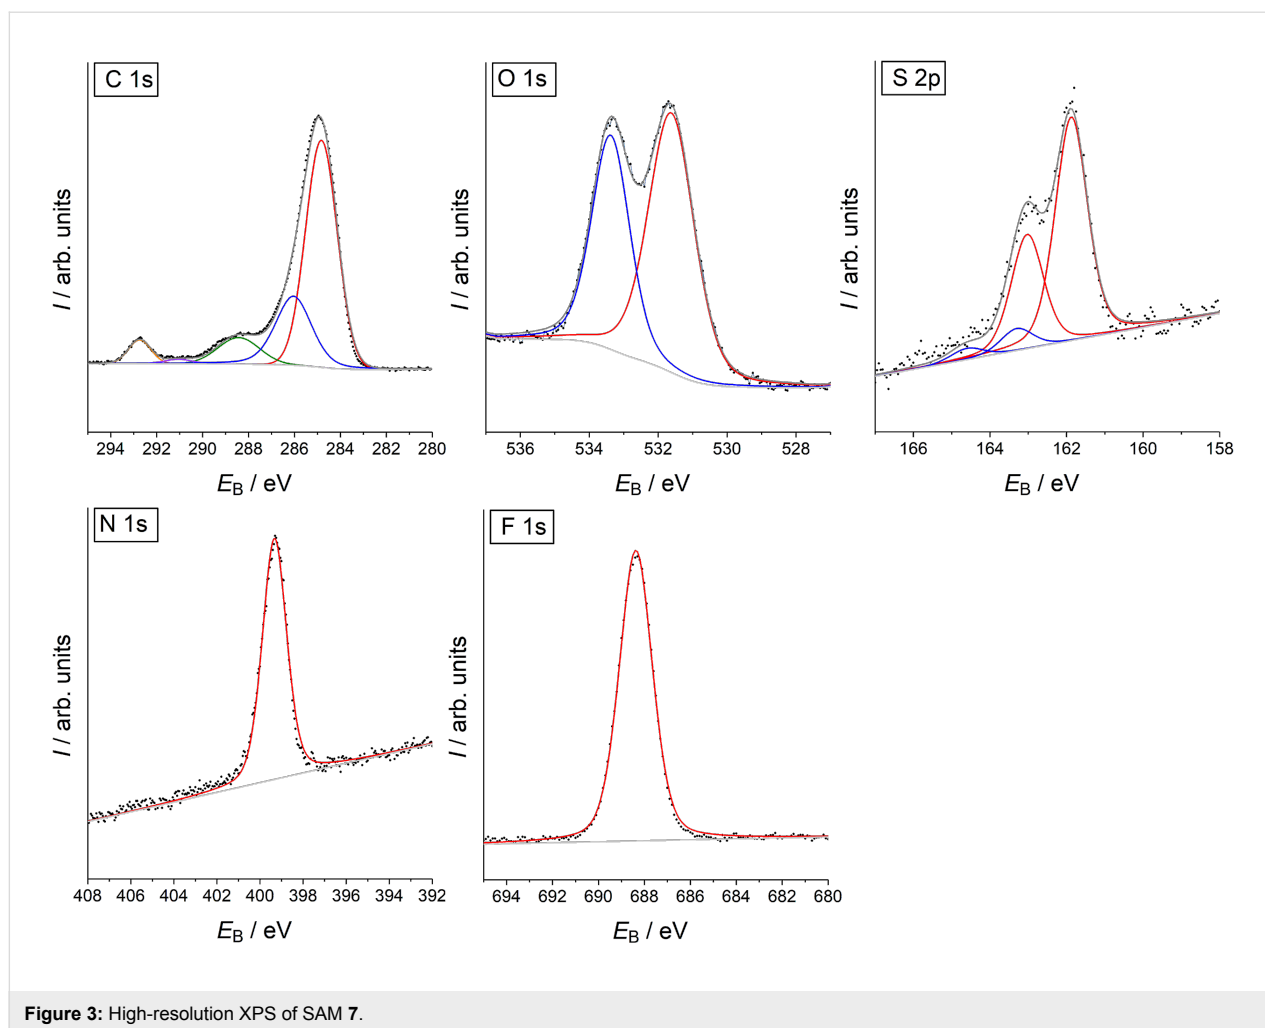 C 1s
I / arb. units
294 292 290 288 286 284 282 280
EB / eV
O 1s
I / arb. units
536 534 532 530 528
EB / eV
S 2p
I / arb. units
166 164 162 160 158
EB / eV
N 1s
I / arb. units
408 406 404 402 400 398 396 394 392
EB / eV
F 1s
I / arb. units
694 692 690 688 686 684 682 680
EB / eV
Figure 3: High-resolution XPS of SAM 7.